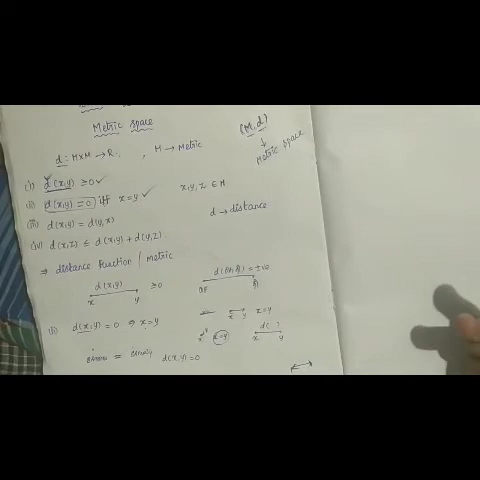 Metric space
(M, d)
↓
Metric space
d : M×M → R. , M → Metric
(i) d(x,y) ≥ 0 ✓
(ii) d(x,y) = 0 iff x = y ✓ x, y, z ∈ M
(iii) d(x,y) = d(y,x) d → distance
(iv) d(x,z) ≤ d(x,y) + d(y,z).
⇒ distance function / metric
d(x,y) ≥ 0
x y
= +ve
(ii) d(x,y) = 0 ⇒ x = y
x y x = y
x = y
d( )
x y
d(x,y) = 0